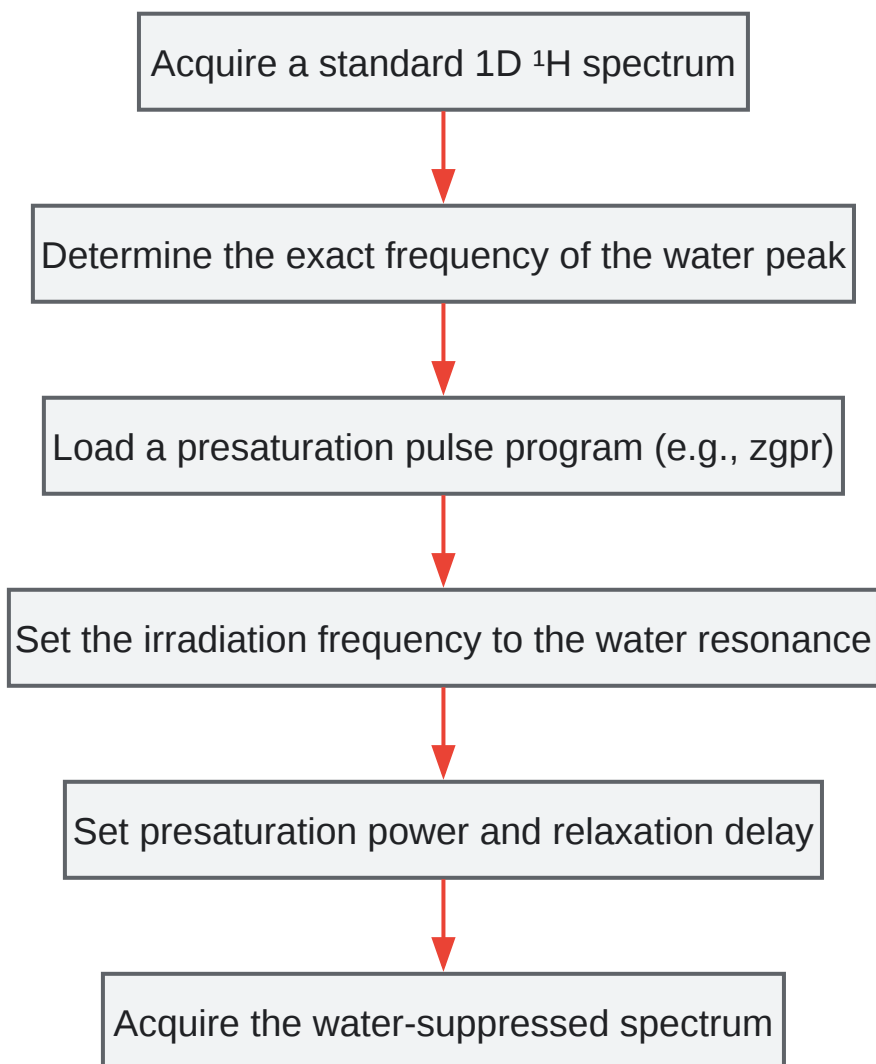 Acquire a standard 1D ¹H spectrum
Determine the exact frequency of the water peak
Load a presaturation pulse program (e.g., zgpr)
Set the irradiation frequency to the water resonance
Set presaturation power and relaxation delay
Acquire the water-suppressed spectrum